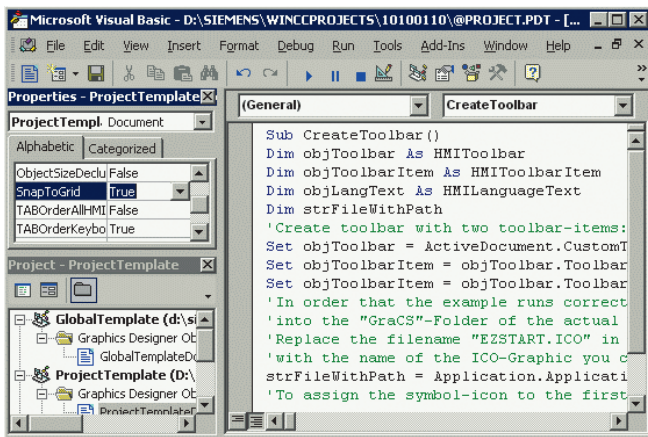 Microsoft Visual Basic - D:\SIEMENS\WINCCPROJECTS\10100110\@PROJECT.PDT - [...
File Edit View Insert Format Debug Run Tools Add-Ins Window Help
Properties - ProjectTemplate
ProjectTempl Document
Alphabetic Categorized
ObjectSizeDeclu False
SnapToGrid True
TABOrderAllHMI False
TABOrderKeybo True
Project - ProjectTemplate
GlobalTemplate (d:\si
Graphics Designer Ob
GlobalTemplateDo
ProjectTemplate (D:\
Graphics Designer Ob
ProjectTemplateD
(General) CreateToolbar
Sub CreateToolbar()
Dim objToolbar As HMIToolbar
Dim objToolbarItem As HMIToolbarItem
Dim objLangText As HMILanguageText
Dim strFileWithPath
'Create toolbar with two toolbar-items:
Set objToolbar = ActiveDocument.CustomT
Set objToolbarItem = objToolbar.Toolbar
Set objToolbarItem = objToolbar.Toolbar
'In order that the example runs correct
'into the "GraCS"-Folder of the actual
'Replace the filename "EZSTART.ICO" in
'with the name of the ICO-Graphic you c
strFileWithPath = Application.Applicati
'To assign the symbol-icon to the first